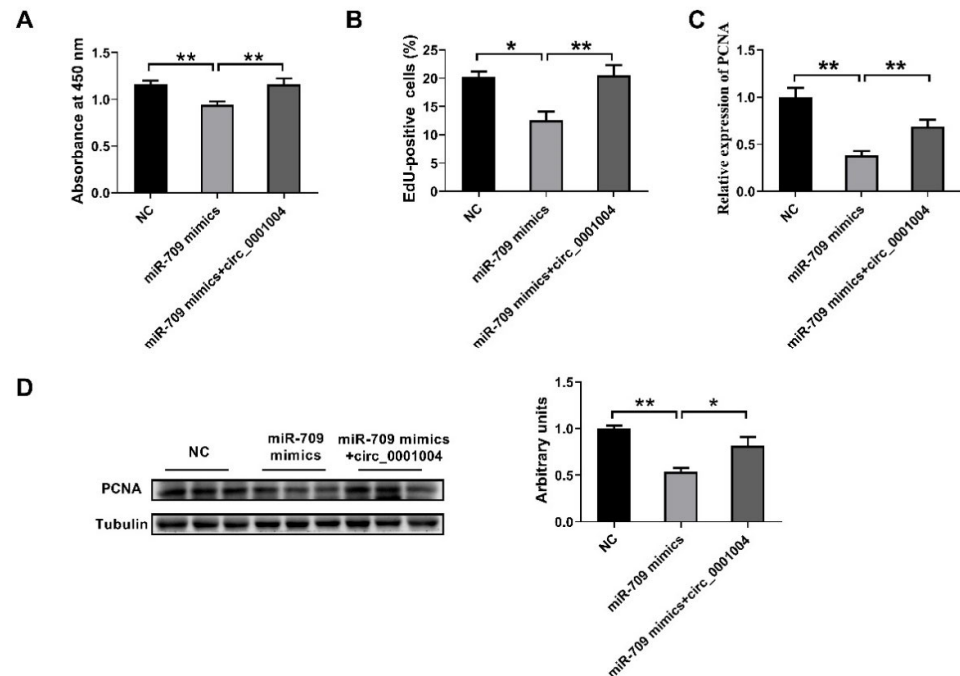 A
Absorbance at 450 nm
1.5
1.0
0.5
0.0
**
**
NC
miR-709 mimics
miR-709 mimics+circ_0001004
B
EdU-positive cells (%)
25
20
15
10
5
0
*
**
NC
miR-709 mimics
miR-709 mimics+circ_0001004
C
Relative expression of PCNA
1.5
1.0
0.5
0.0
**
**
NC
miR-709 mimics
miR-709 mimics+circ_0001004
D
NC
miR-709
mimics
miR-709 mimics
+circ_0001004
PCNA
Tubulin
Arbitrary units
1.5
1.0
0.5
0.0
**
*
NC
miR-709 mimics
miR-709 mimics+circ_0001004